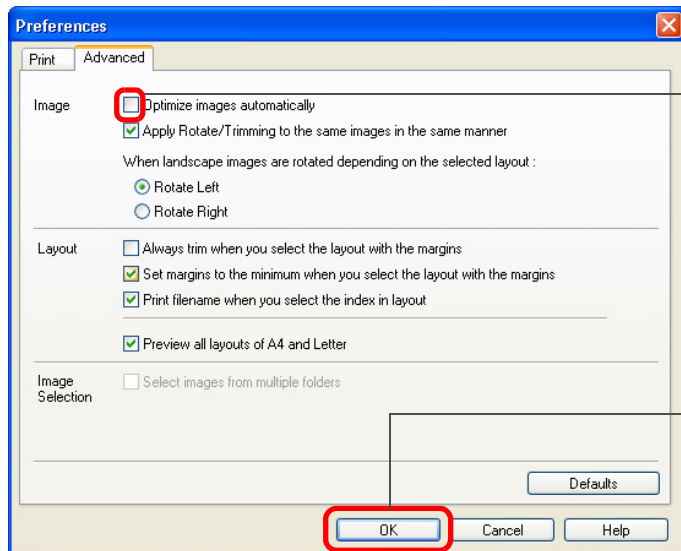 Preferences
Print Advanced
Image
Optimize images automatically
Apply Rotate/Trimming to the same images in the same manner
When landscape images are rotated depending on the selected layout :
Rotate Left
Rotate Right
Layout
Always trim when you select the layout with the margins
Set margins to the minimum when you select the layout with the margins
Print filename when you select the index in layout
Preview all layouts of A4 and Letter
Image
Selection
Select images from multiple folders
Defaults
OK Cancel Help